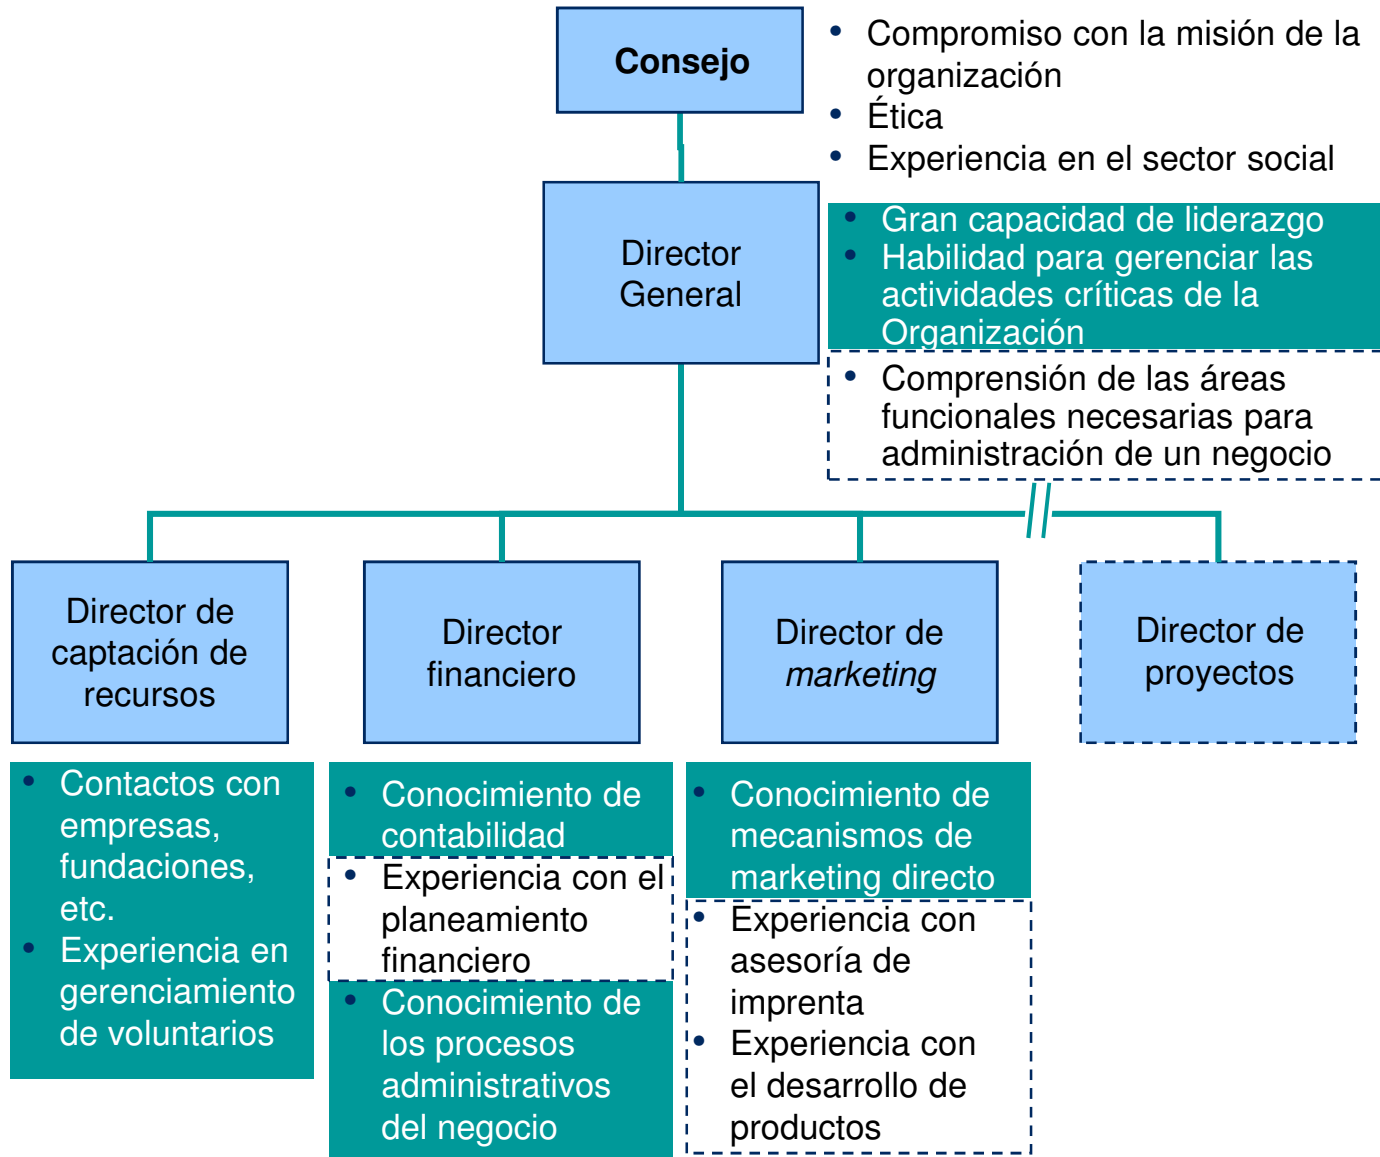 Consejo
• Compromiso con la misión de la
organización
• Ética
• Experiencia en el sector social
Director
General
• Gran capacidad de liderazgo
• Habilidad para gerenciar las
actividades críticas de la
Organización
• Comprensión de las áreas
funcionales necesarias para
administración de un negocio
Director de
captación de
recursos
Director
financiero
Director de
marketing
Director de
proyectos
• Contactos con
empresas,
fundaciones,
etc.
• Experiencia en
gerenciamiento
de voluntarios
• Conocimiento de
contabilidad
• Experiencia con el
planeamiento
financiero
• Conocimiento de
los procesos
administrativos
del negocio
• Conocimiento de
mecanismos de
marketing directo
• Experiencia con
asesoría de
imprenta
• Experiencia con
el desarrollo de
productos